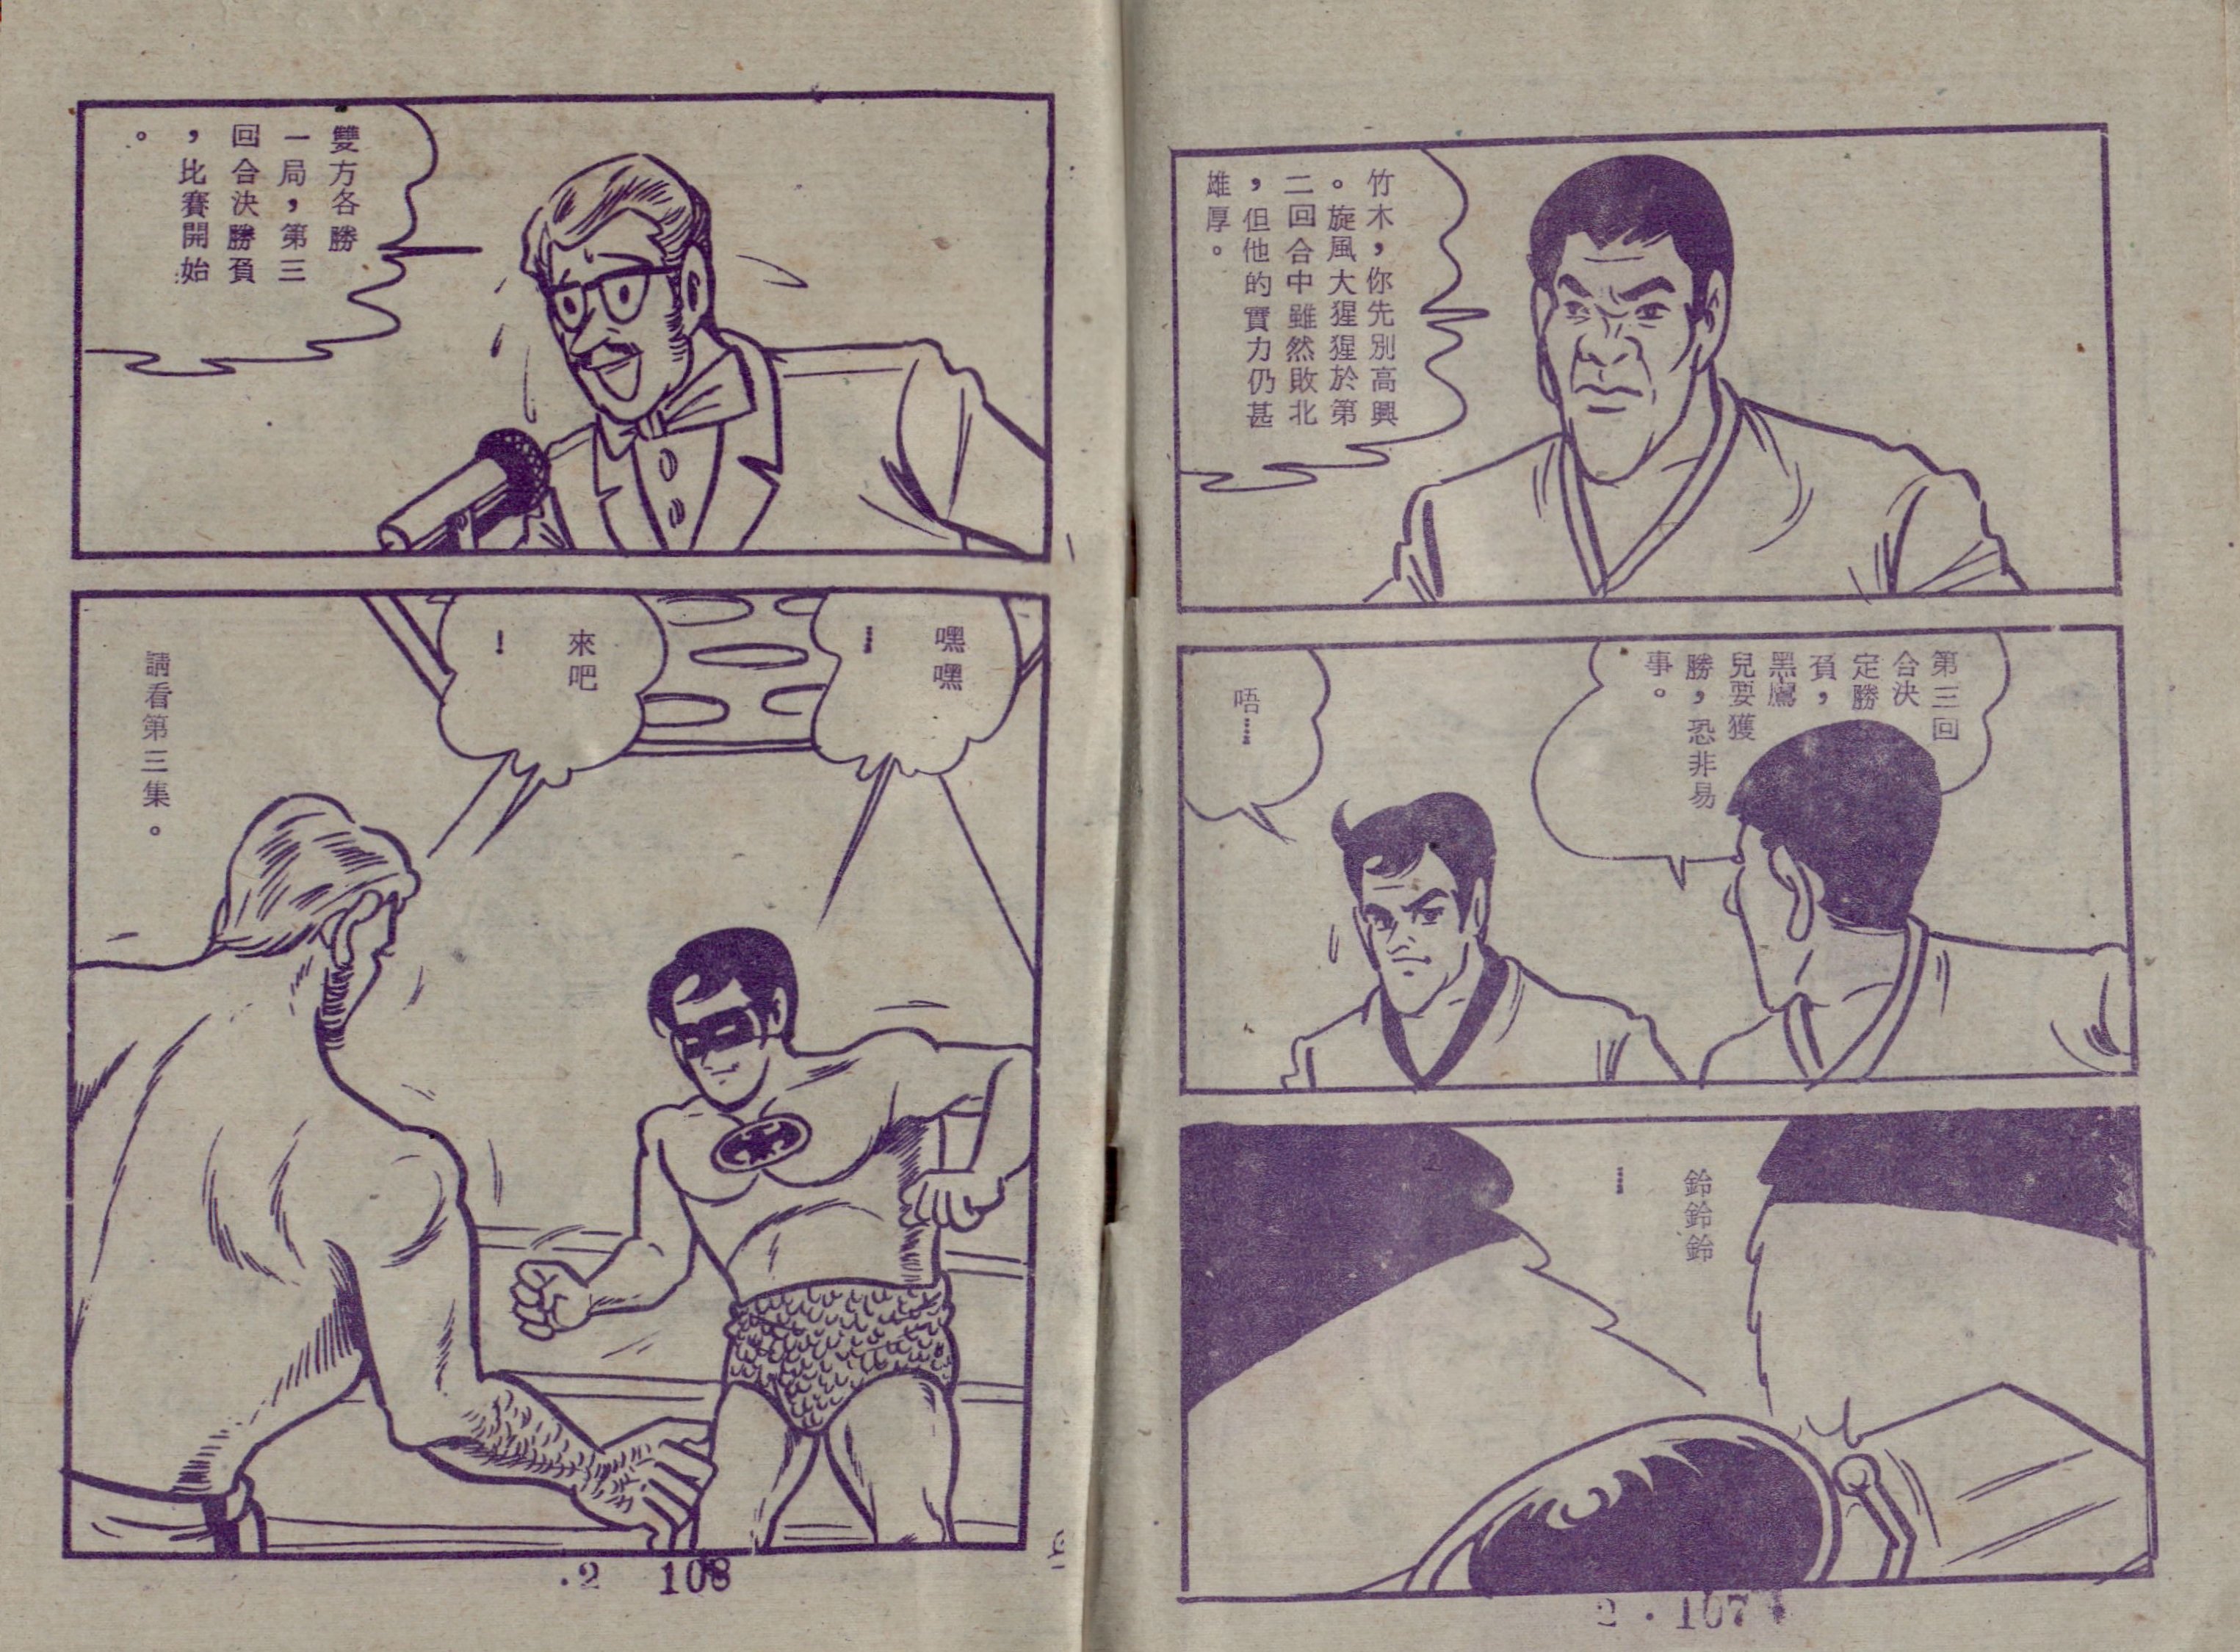 竹木，你先別高興
。旋風大猩猩於第
二回合中雖然敗北
，但他的實力仍甚
雄厚。
第三回
合決
定勝
負，
黑鷹
兒要獲
勝，恐非易
事。
唔……
鈴鈴鈴
……
2・107
雙方各勝
一局，第三
回合決勝負
，比賽開始
。
嘿嘿
……
來吧
！
請看第三集。
.2 108